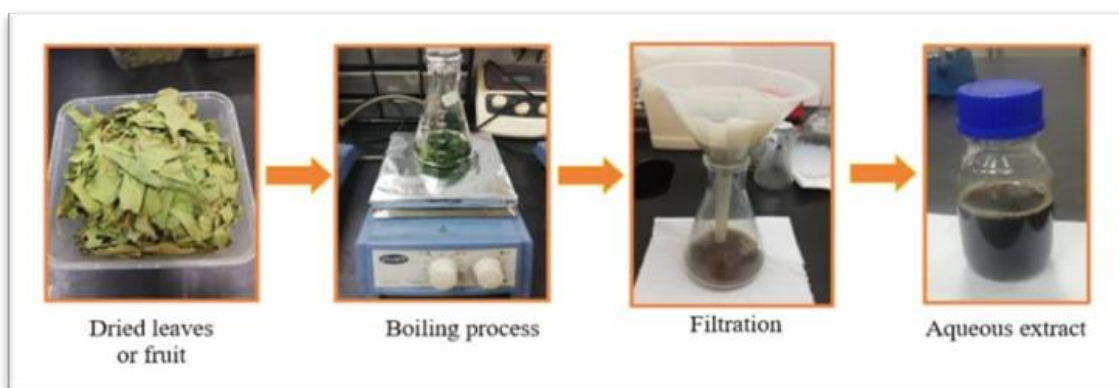 Dried leaves
or fruit
Boiling process
Filtration
Aqueous extract